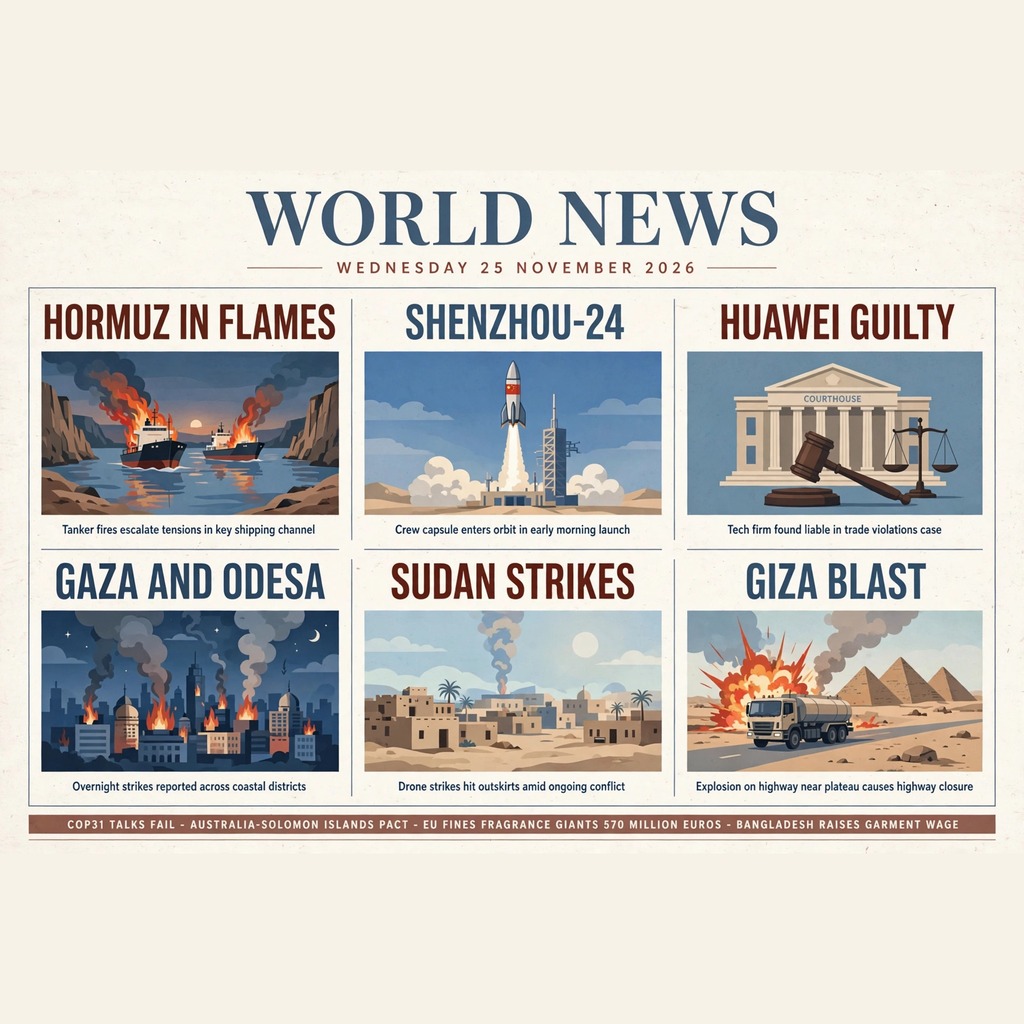 WORLD NEWS
WEDNESDAY 25 NOVEMBER 2026
HORMUZ IN FLAMES
Tanker fires escalate tensions in key shipping channel
SHENZHOU-24
Crew capsule enters orbit in early morning launch
HUAWEI GUILTY
COURTHOUSE
Tech firm found liable in trade violations case
GAZA AND ODESA
Overnight strikes reported across coastal districts
SUDAN STRIKES
Drone strikes hit outskirts amid ongoing conflict
GIZA BLAST
Explosion on highway near plateau causes highway closure
COP31 TALKS FAIL - AUSTRALIA-SOLOMON ISLANDS PACT - EU FINES FRAGRANCE GIANTS 570 MILLION EUROS - BANGLADESH RAISES GARMENT WAGE